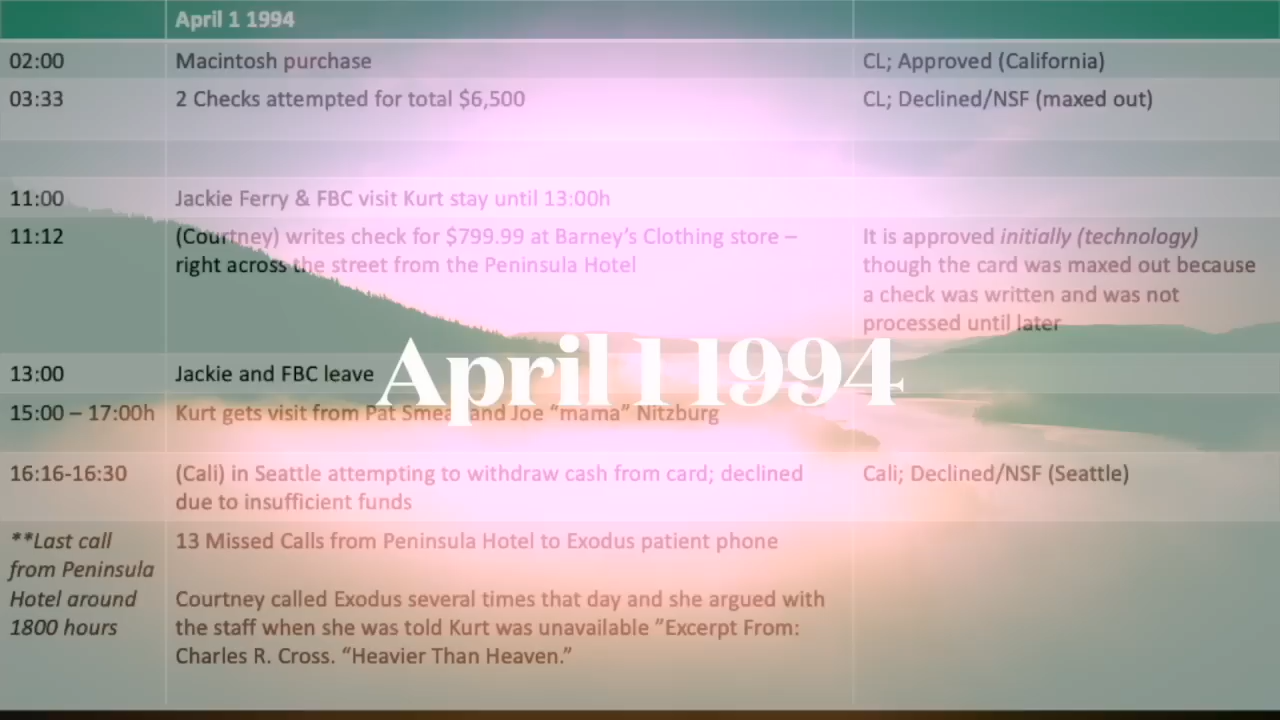 April 1 1994
02:00 Macintosh purchase CL; Approved (California)
03:33 2 Checks attempted for total $6,500 CL; Declined/NSF (maxed out)
11:00 Jackie Ferry & FBC visit Kurt stay until 13:00h
11:12 (Courtney) writes check for $799.99 at Barney's Clothing store – It is approved initially (technology)
right across the street from the Peninsula Hotel though the card was maxed out because
a check was written and was not
processed until later
April 1 1994
13:00 Jackie and FBC leave
15:00 – 17:00h Kurt gets visit from Pat Smear and Joe "mama" Nitzburg
16:16-16:30 (Cali) in Seattle attempting to withdraw cash from card; declined Cali; Declined/NSF (Seattle)
due to insufficient funds
**Last call 13 Missed Calls from Peninsula Hotel to Exodus patient phone
from Peninsula
Hotel around Courtney called Exodus several times that day and she argued with
1800 hours the staff when she was told Kurt was unavailable "Excerpt From:
Charles R. Cross. "Heavier Than Heaven."